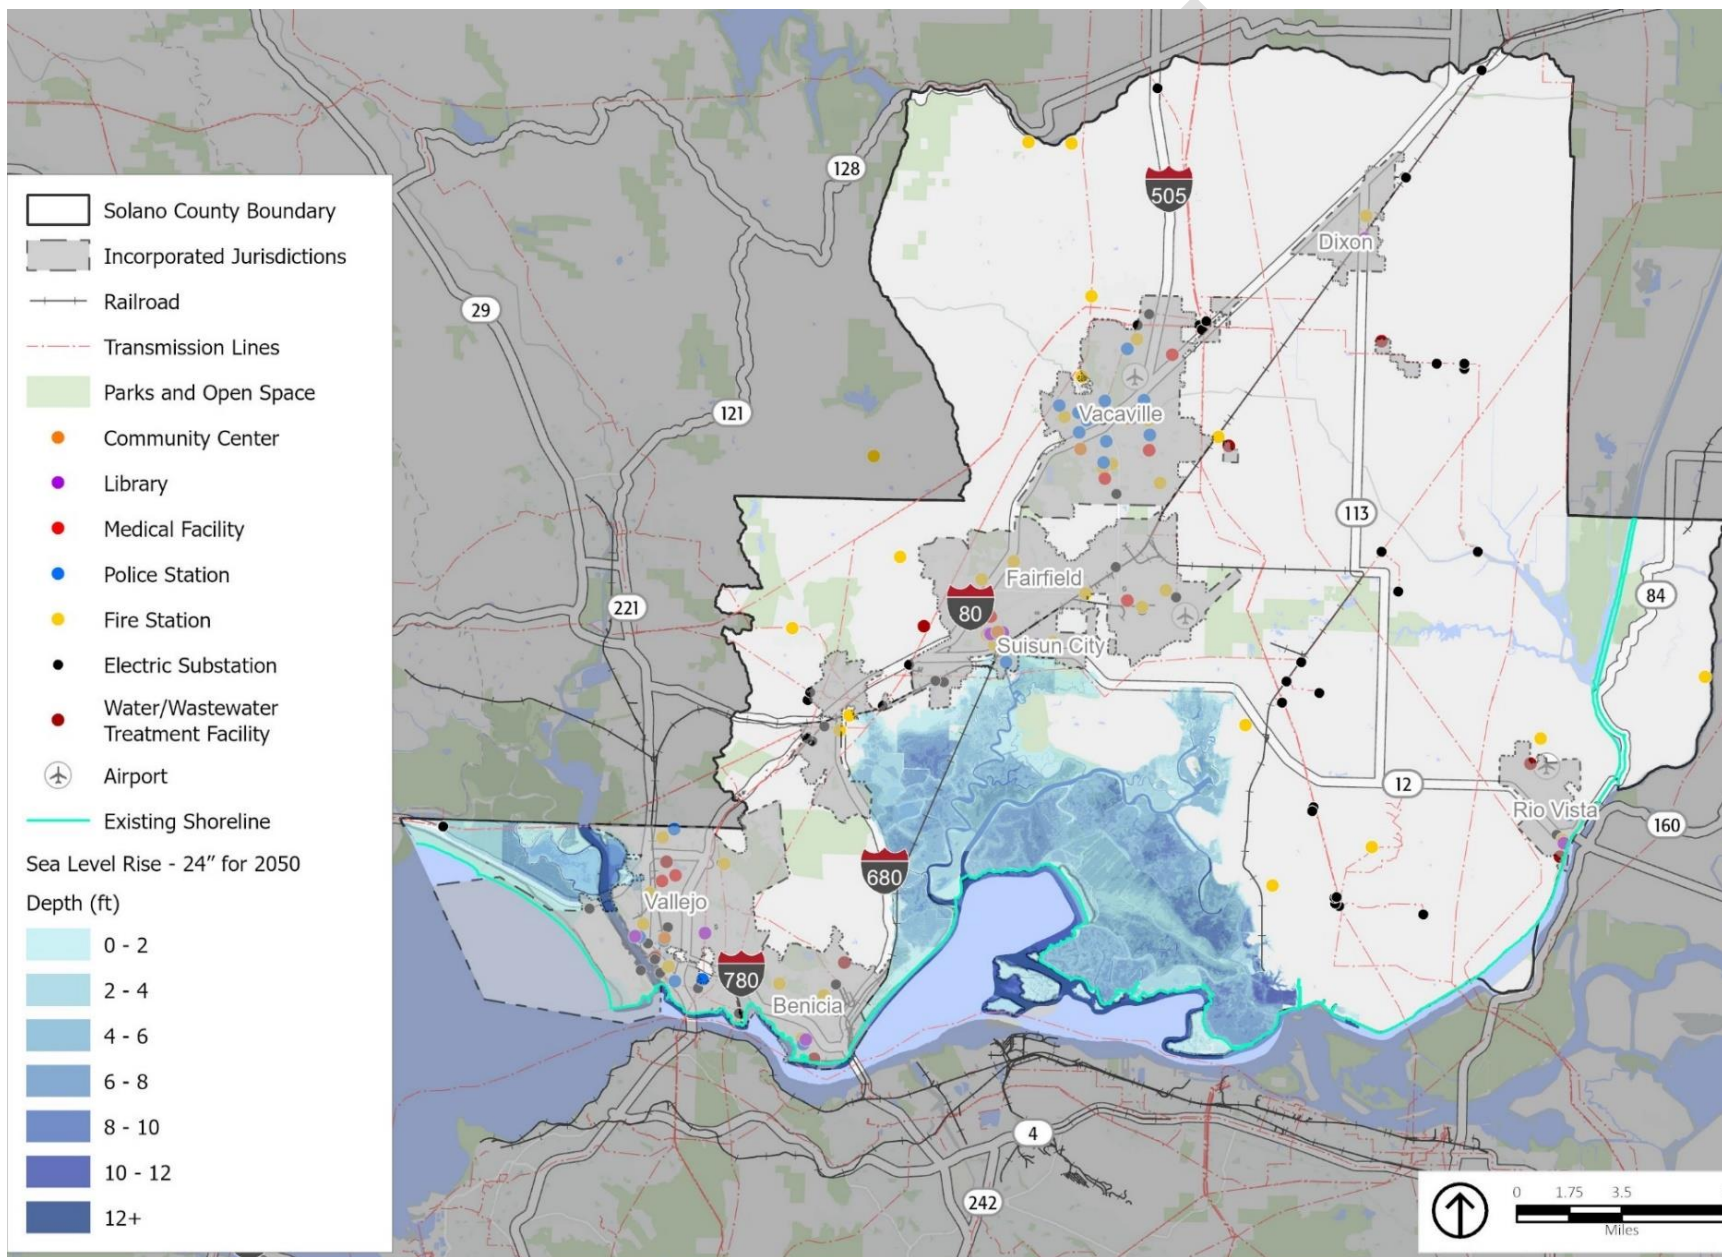 128
505
Dixon
29
121
Vacaville
113
221
Fairfield
80
84
Suisun City
12
Rio Vista
160
680
Vallejo
780
Benicia
4
242
Solano County Boundary
Incorporated Jurisdictions
Railroad
Transmission Lines
Parks and Open Space
Community Center
Library
Medical Facility
Police Station
Fire Station
Electric Substation
Water/Wastewater
Treatment Facility
Airport
Existing Shoreline
Sea Level Rise - 24” for 2050
Depth (ft)
0 - 2
2 - 4
4 - 6
6 - 8
8 - 10
10 - 12
12+
0 1.75 3.5
Miles